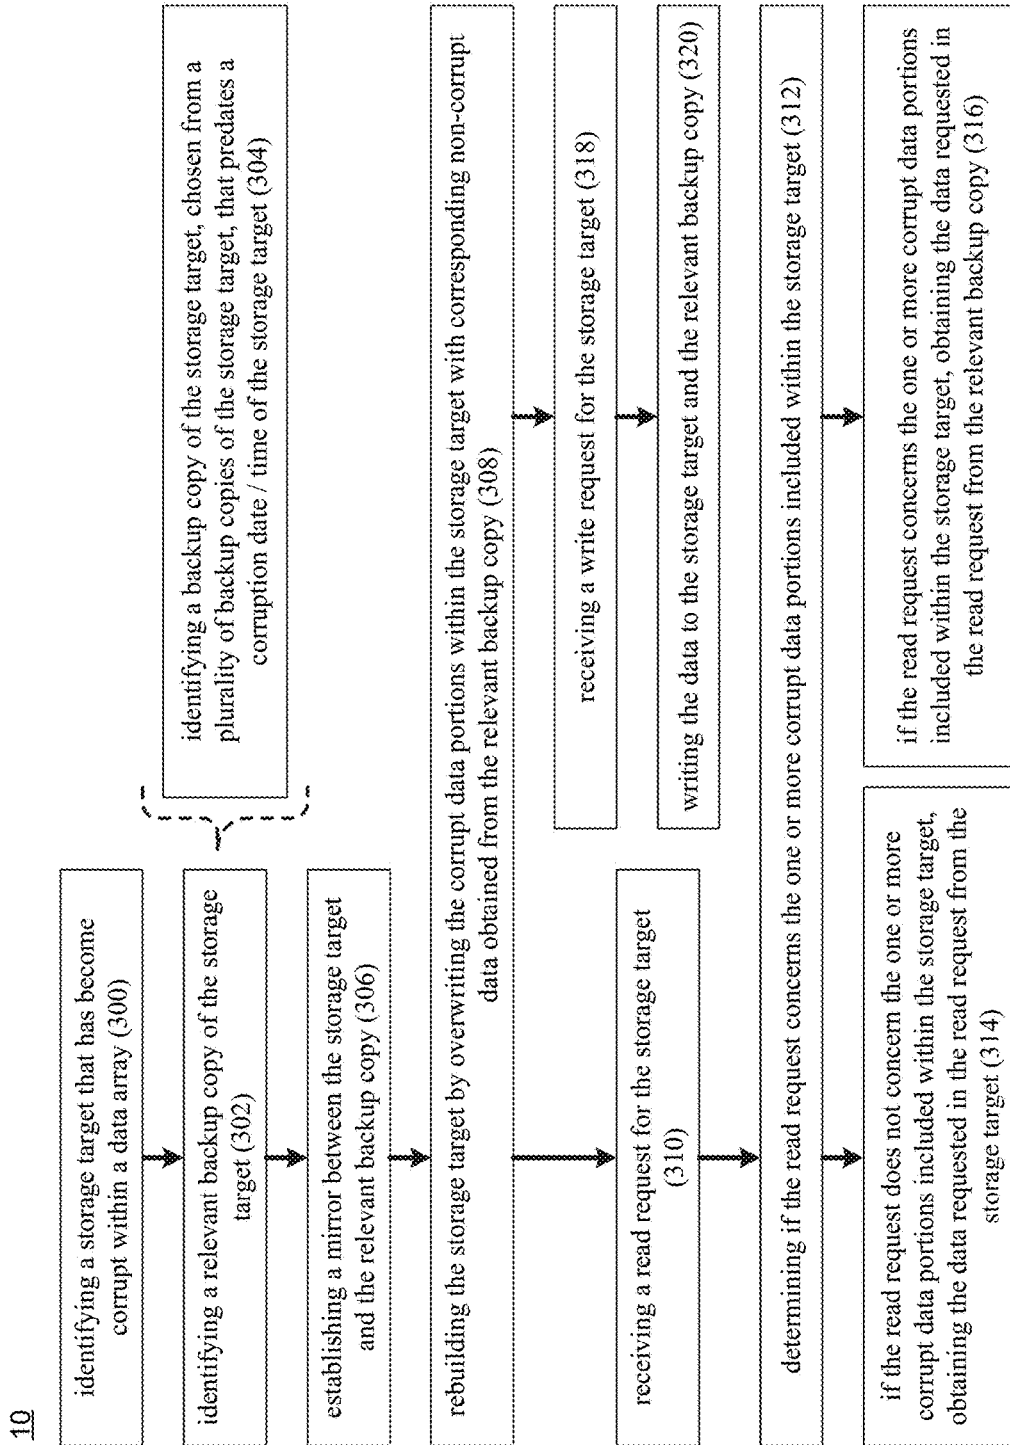 10
identifying a storage target that has become
corrupt within a data array (300)
identifying a relevant backup copy of the storage
target (302)
identifying a backup copy of the storage target, chosen from a
plurality of backup copies of the storage target, that predates a
corruption date / time of the storage target (304)
establishing a mirror between the storage target
and the relevant backup copy (306)
rebuilding the storage target by overwriting the corrupt data portions within the storage target with corresponding non-corrupt
data obtained from the relevant backup copy (308)
receiving a read request for the storage target
(310)
receiving a write request for the storage target (318)
writing the data to the storage target and the relevant backup copy (320)
determining if the read request concerns the one or more corrupt data portions included within the storage target (312)
if the read request does not concern the one or more
corrupt data portions included within the storage target,
obtaining the data requested in the read request from the
storage target (314)
if the read request concerns the one or more corrupt data portions
included within the storage target, obtaining the data requested in
the read request from the relevant backup copy (316)